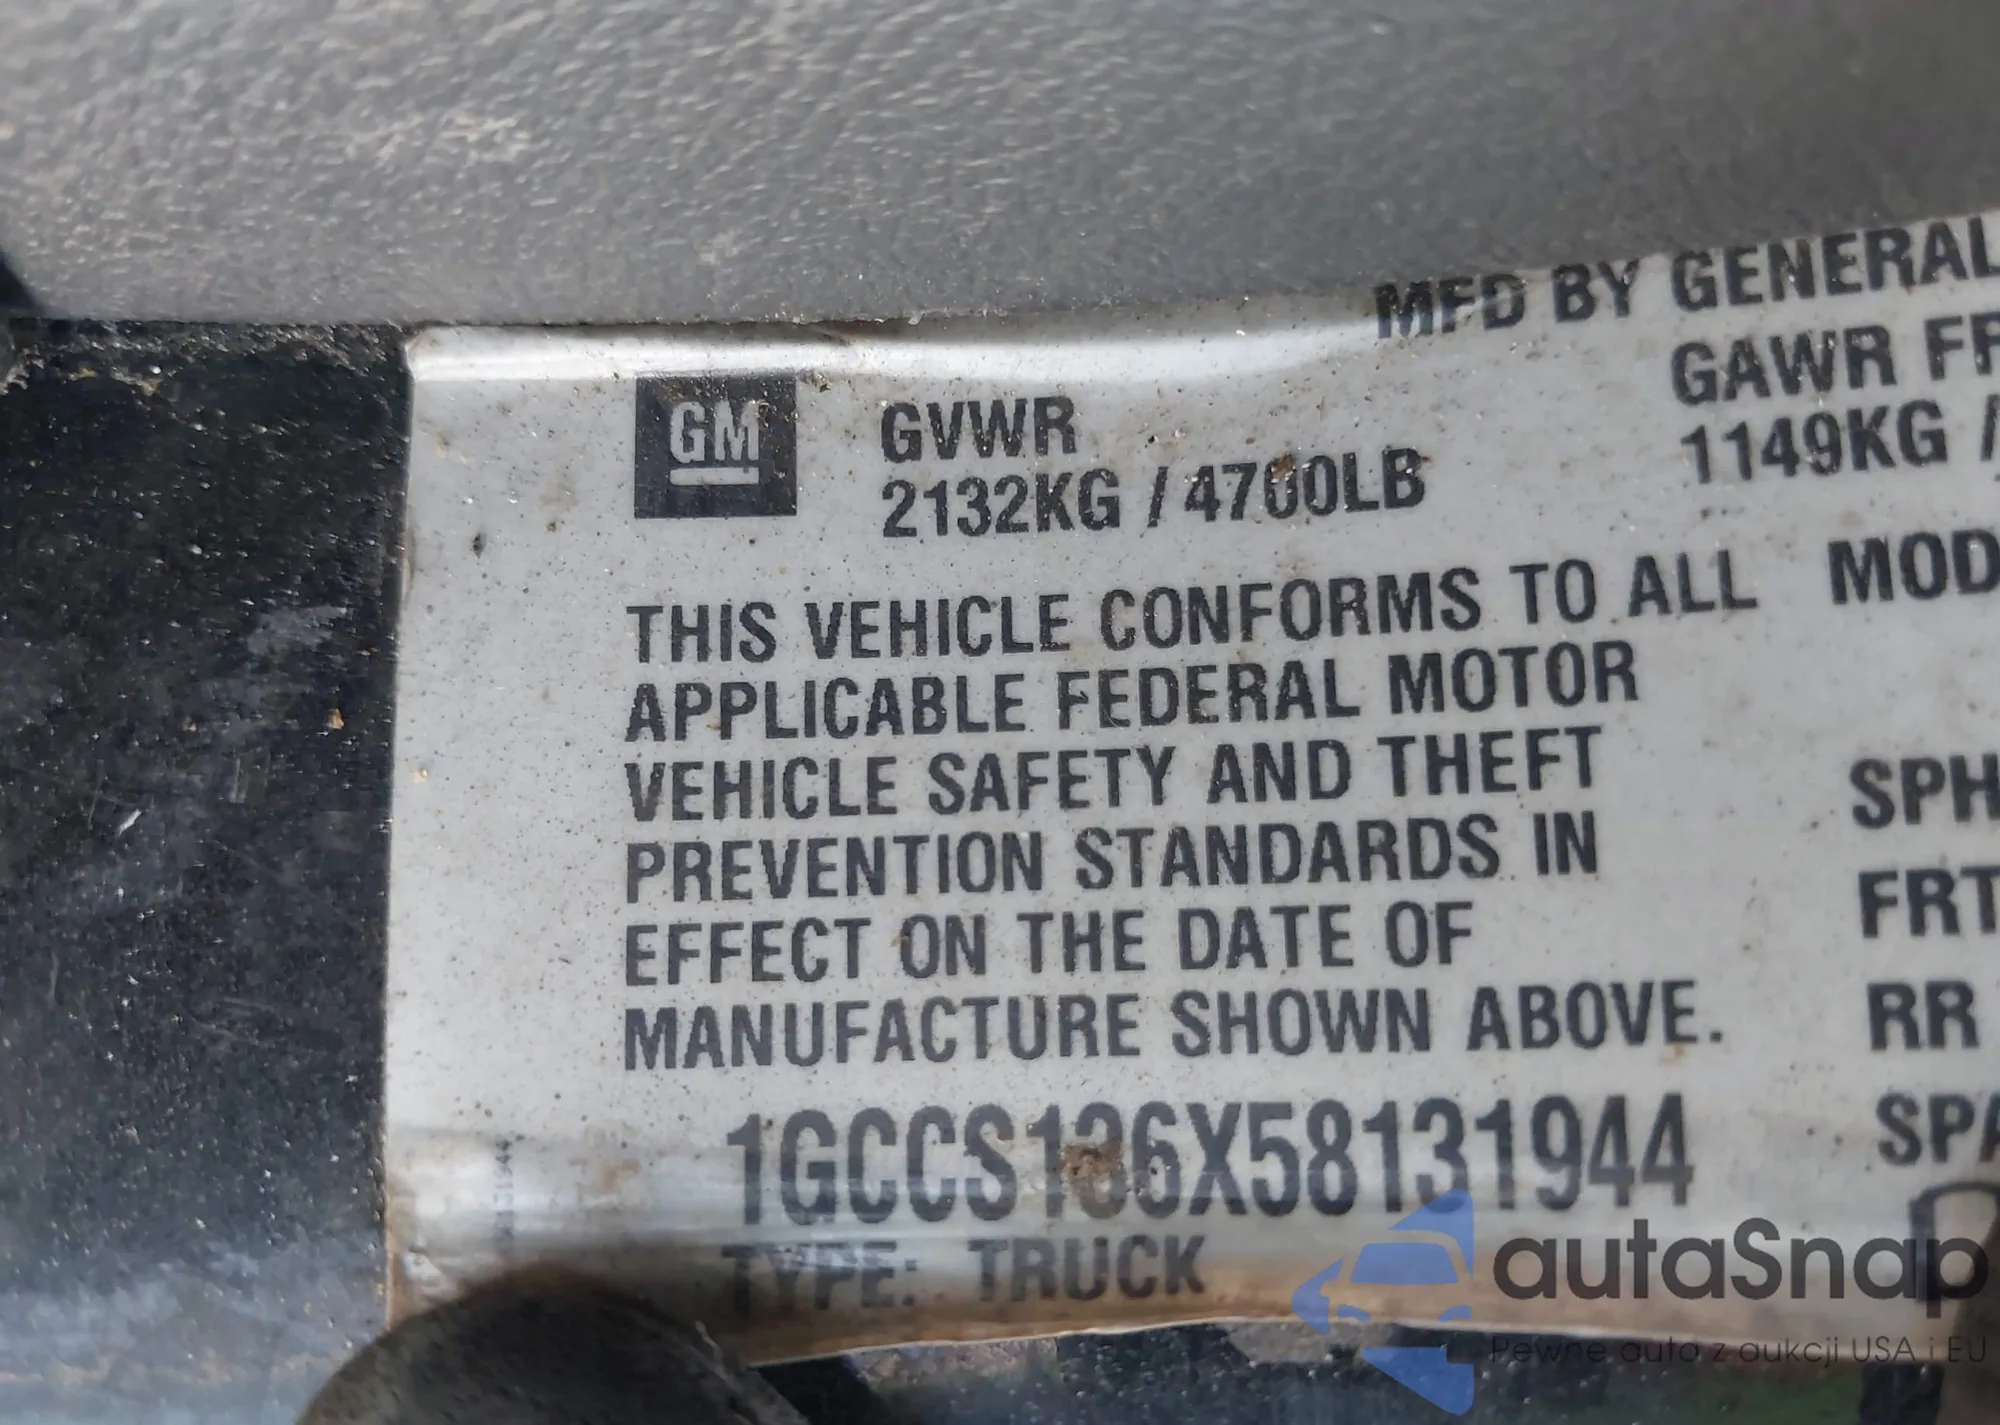 MFD BY GENERAL
GM
GVWR
2132KG / 4700LB
GAWR FR
1149KG /
THIS VEHICLE CONFORMS TO ALL
APPLICABLE FEDERAL MOTOR
VEHICLE SAFETY AND THEFT
PREVENTION STANDARDS IN
EFFECT ON THE DATE OF
MANUFACTURE SHOWN ABOVE.
1GCCS136X58131944
TYPE: TRUCK
MOD
SPH
FRT
RR
SPA
autaSnap
Pewne auta z aukcji USA i EU